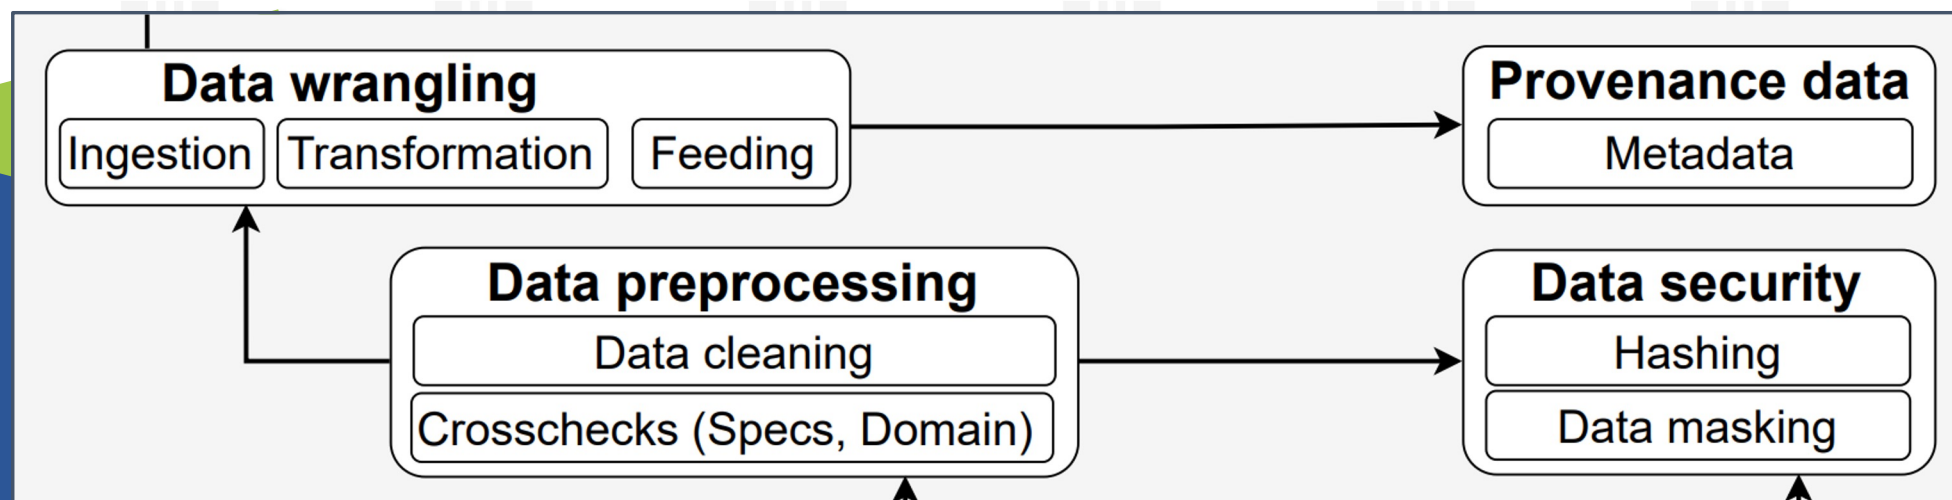 Data wrangling
Ingestion
Transformation
Feeding
Provenance data
Metadata
Data preprocessing
Data cleaning
Crosschecks (Specs, Domain)
Data security
Hashing
Data masking